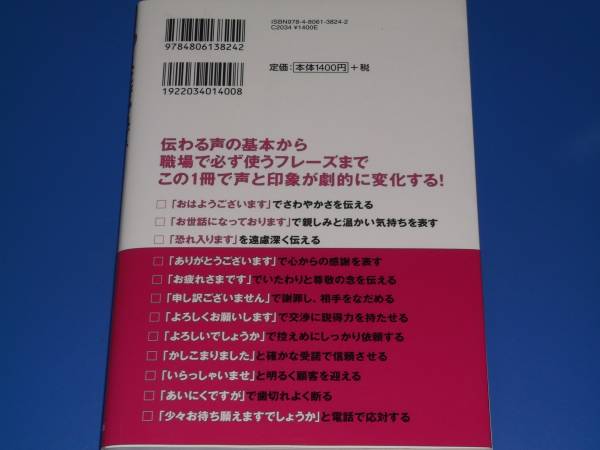 ISBN978-4-8061-3824-2
C2034 ¥1400E
9784806138242
定価：本体1400円＋税
1922034014008
伝わる声の基本から
職場で必ず使うフレーズまで
この1冊で声と印象が劇的に変化する！
□「おはようございます」でさわやかさを伝える
□「お世話になっております」で親しみと温かい気持ちを表す
□「恐れ入ります」を遠慮深く伝える
□「ありがとうございます」で心からの感謝を表す
□「お疲れさまです」でいたわりと尊敬の念を伝える
□「申し訳ございません」で謝罪し、相手をなだめる
□「よろしくお願いします」で交渉に説得力を持たせる
□「よろしいでしょうか」で控えめにしっかり依頼する
□「かしこまりました」と確かな受諾で信頼させる
□「いらっしゃいませ」と明るく顧客を迎える
□「あいにくですが」で歯切れよく断る
□「少々お待ち願えますでしょうか」と電話で応対する